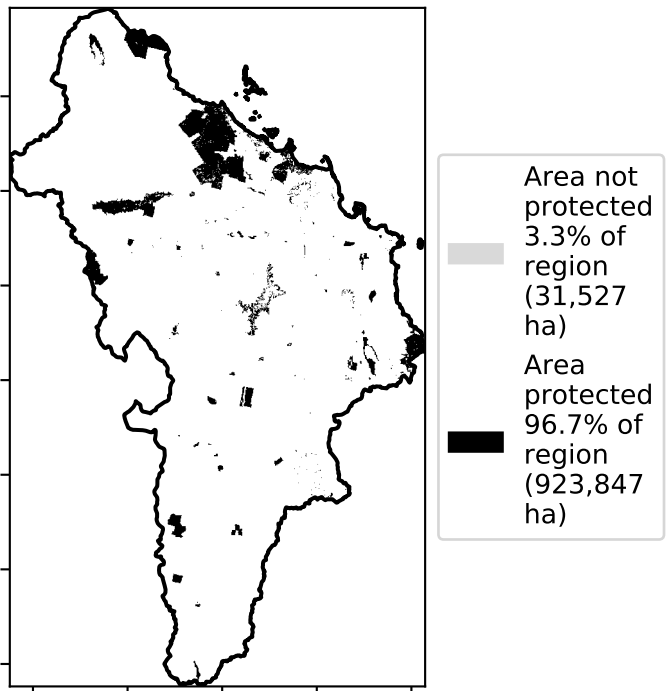 Area not
protected
3.3% of
region
(31,527
ha)
Area
protected
96.7% of
region
(923,847
ha)